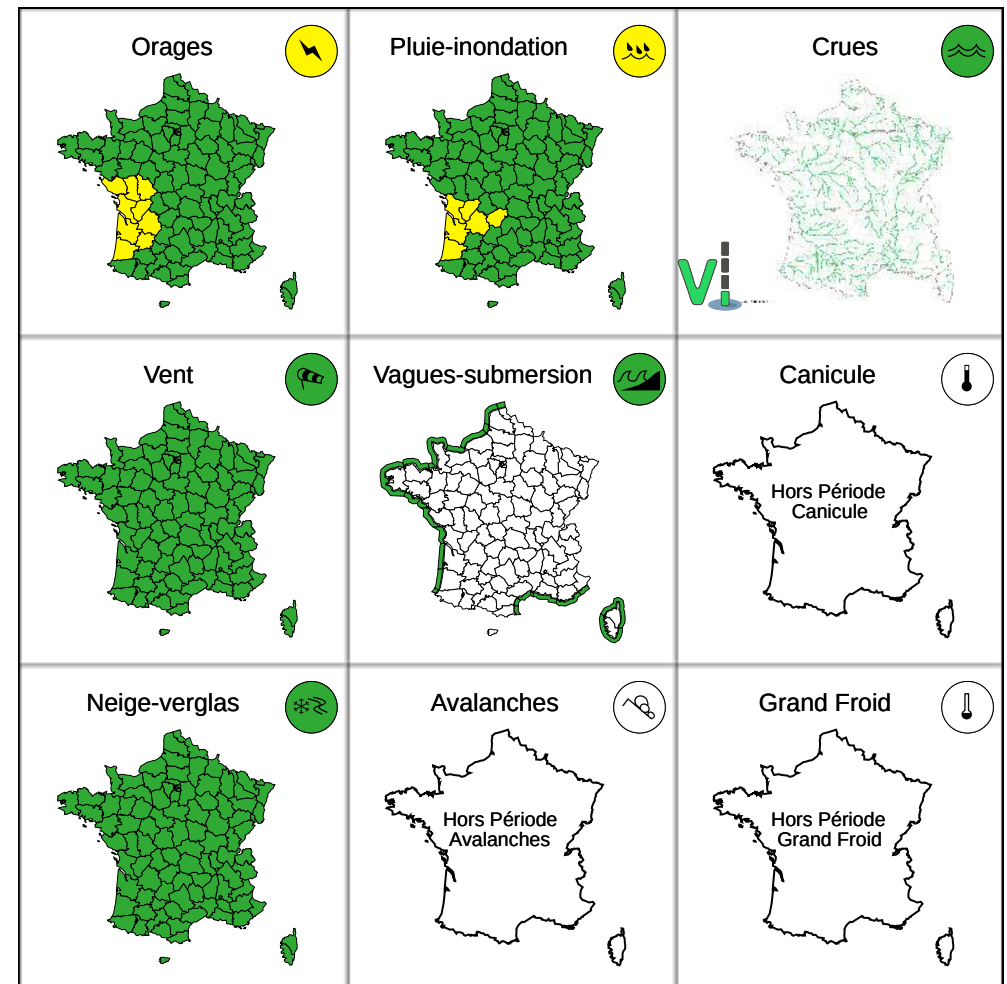 Orages
Pluie-inondation
Crues
Vi
Vent
Vagues-submersion
Canicule
Hors Période
Canicule
Neige-verglas
Avalanches
Grand Froid
Hors Période
Avalanches
Hors Période
Grand Froid